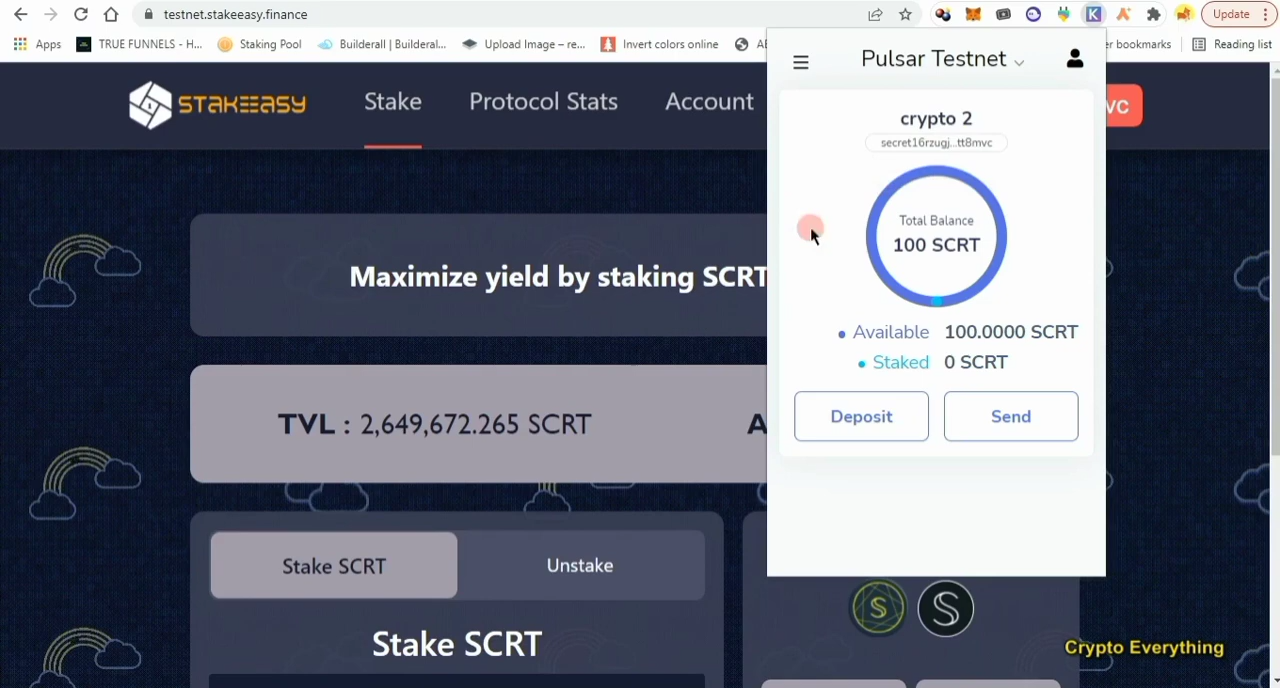 testnet.stakeeasy.finance
Update
Apps
TRUE FUNNELS - H...
Staking Pool
Builderall | Builderal...
Upload Image – re...
Invert colors online
er bookmarks
Reading list
STAKEEASY
Stake
Protocol Stats
Account
VC
Pulsar Testnet
crypto 2
secret16rzugj...tt8mvc
Total Balance
100 SCRT
Available 100.0000 SCRT
Staked 0 SCRT
Deposit
Send
Maximize yield by staking SCRT
TVL : 2,649,672.265 SCRT
A
Stake SCRT
Unstake
Stake SCRT
Crypto Everything